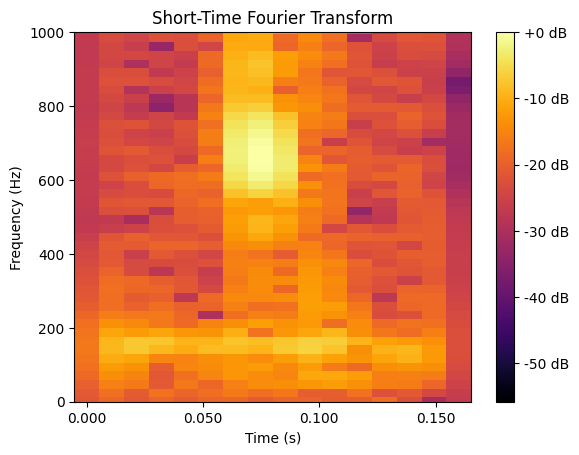 Short-Time Fourier Transform
1000
800
600
400
200
0
Frequency (Hz)
0.000
0.050
0.100
0.150
Time (s)
+0 dB
-10 dB
-20 dB
-30 dB
-40 dB
-50 dB